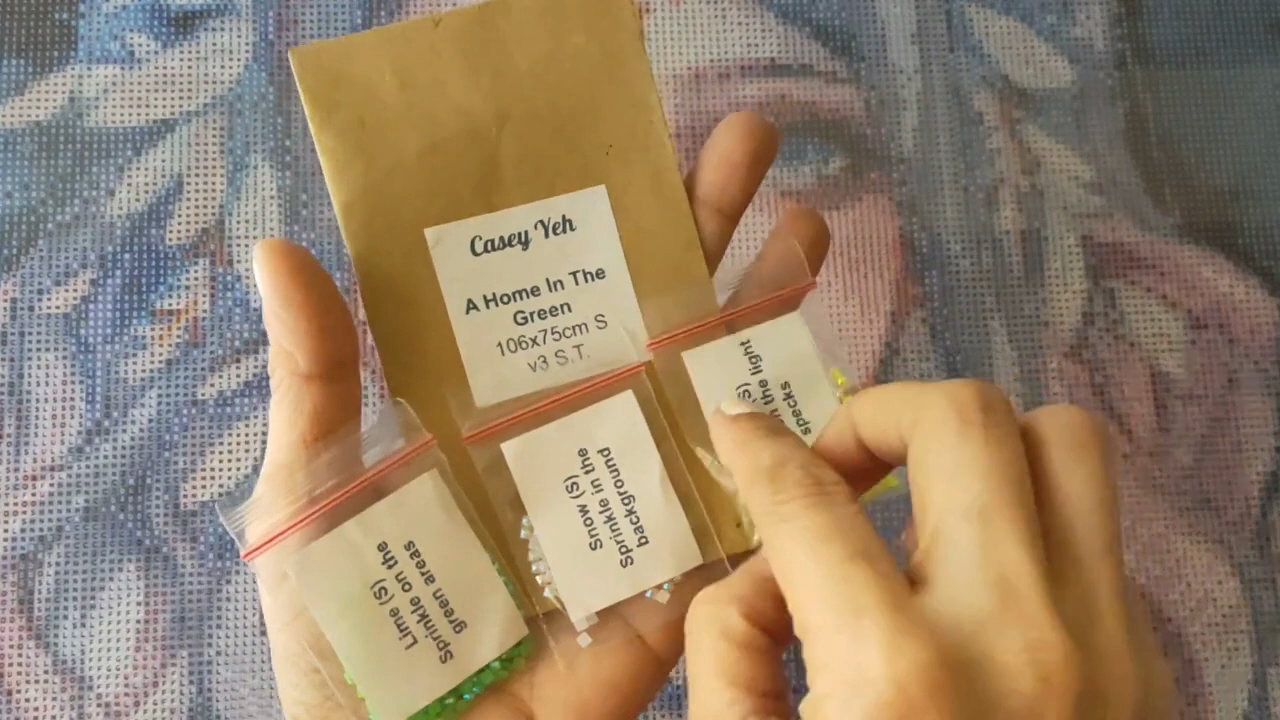 Casey Yeh
A Home In The
Green
106x75cm S
v3 S.T.
Lime (S)
Sprinkle on the
green areas
Snow (S)
Sprinkle in the
background
(S)
the light
specks